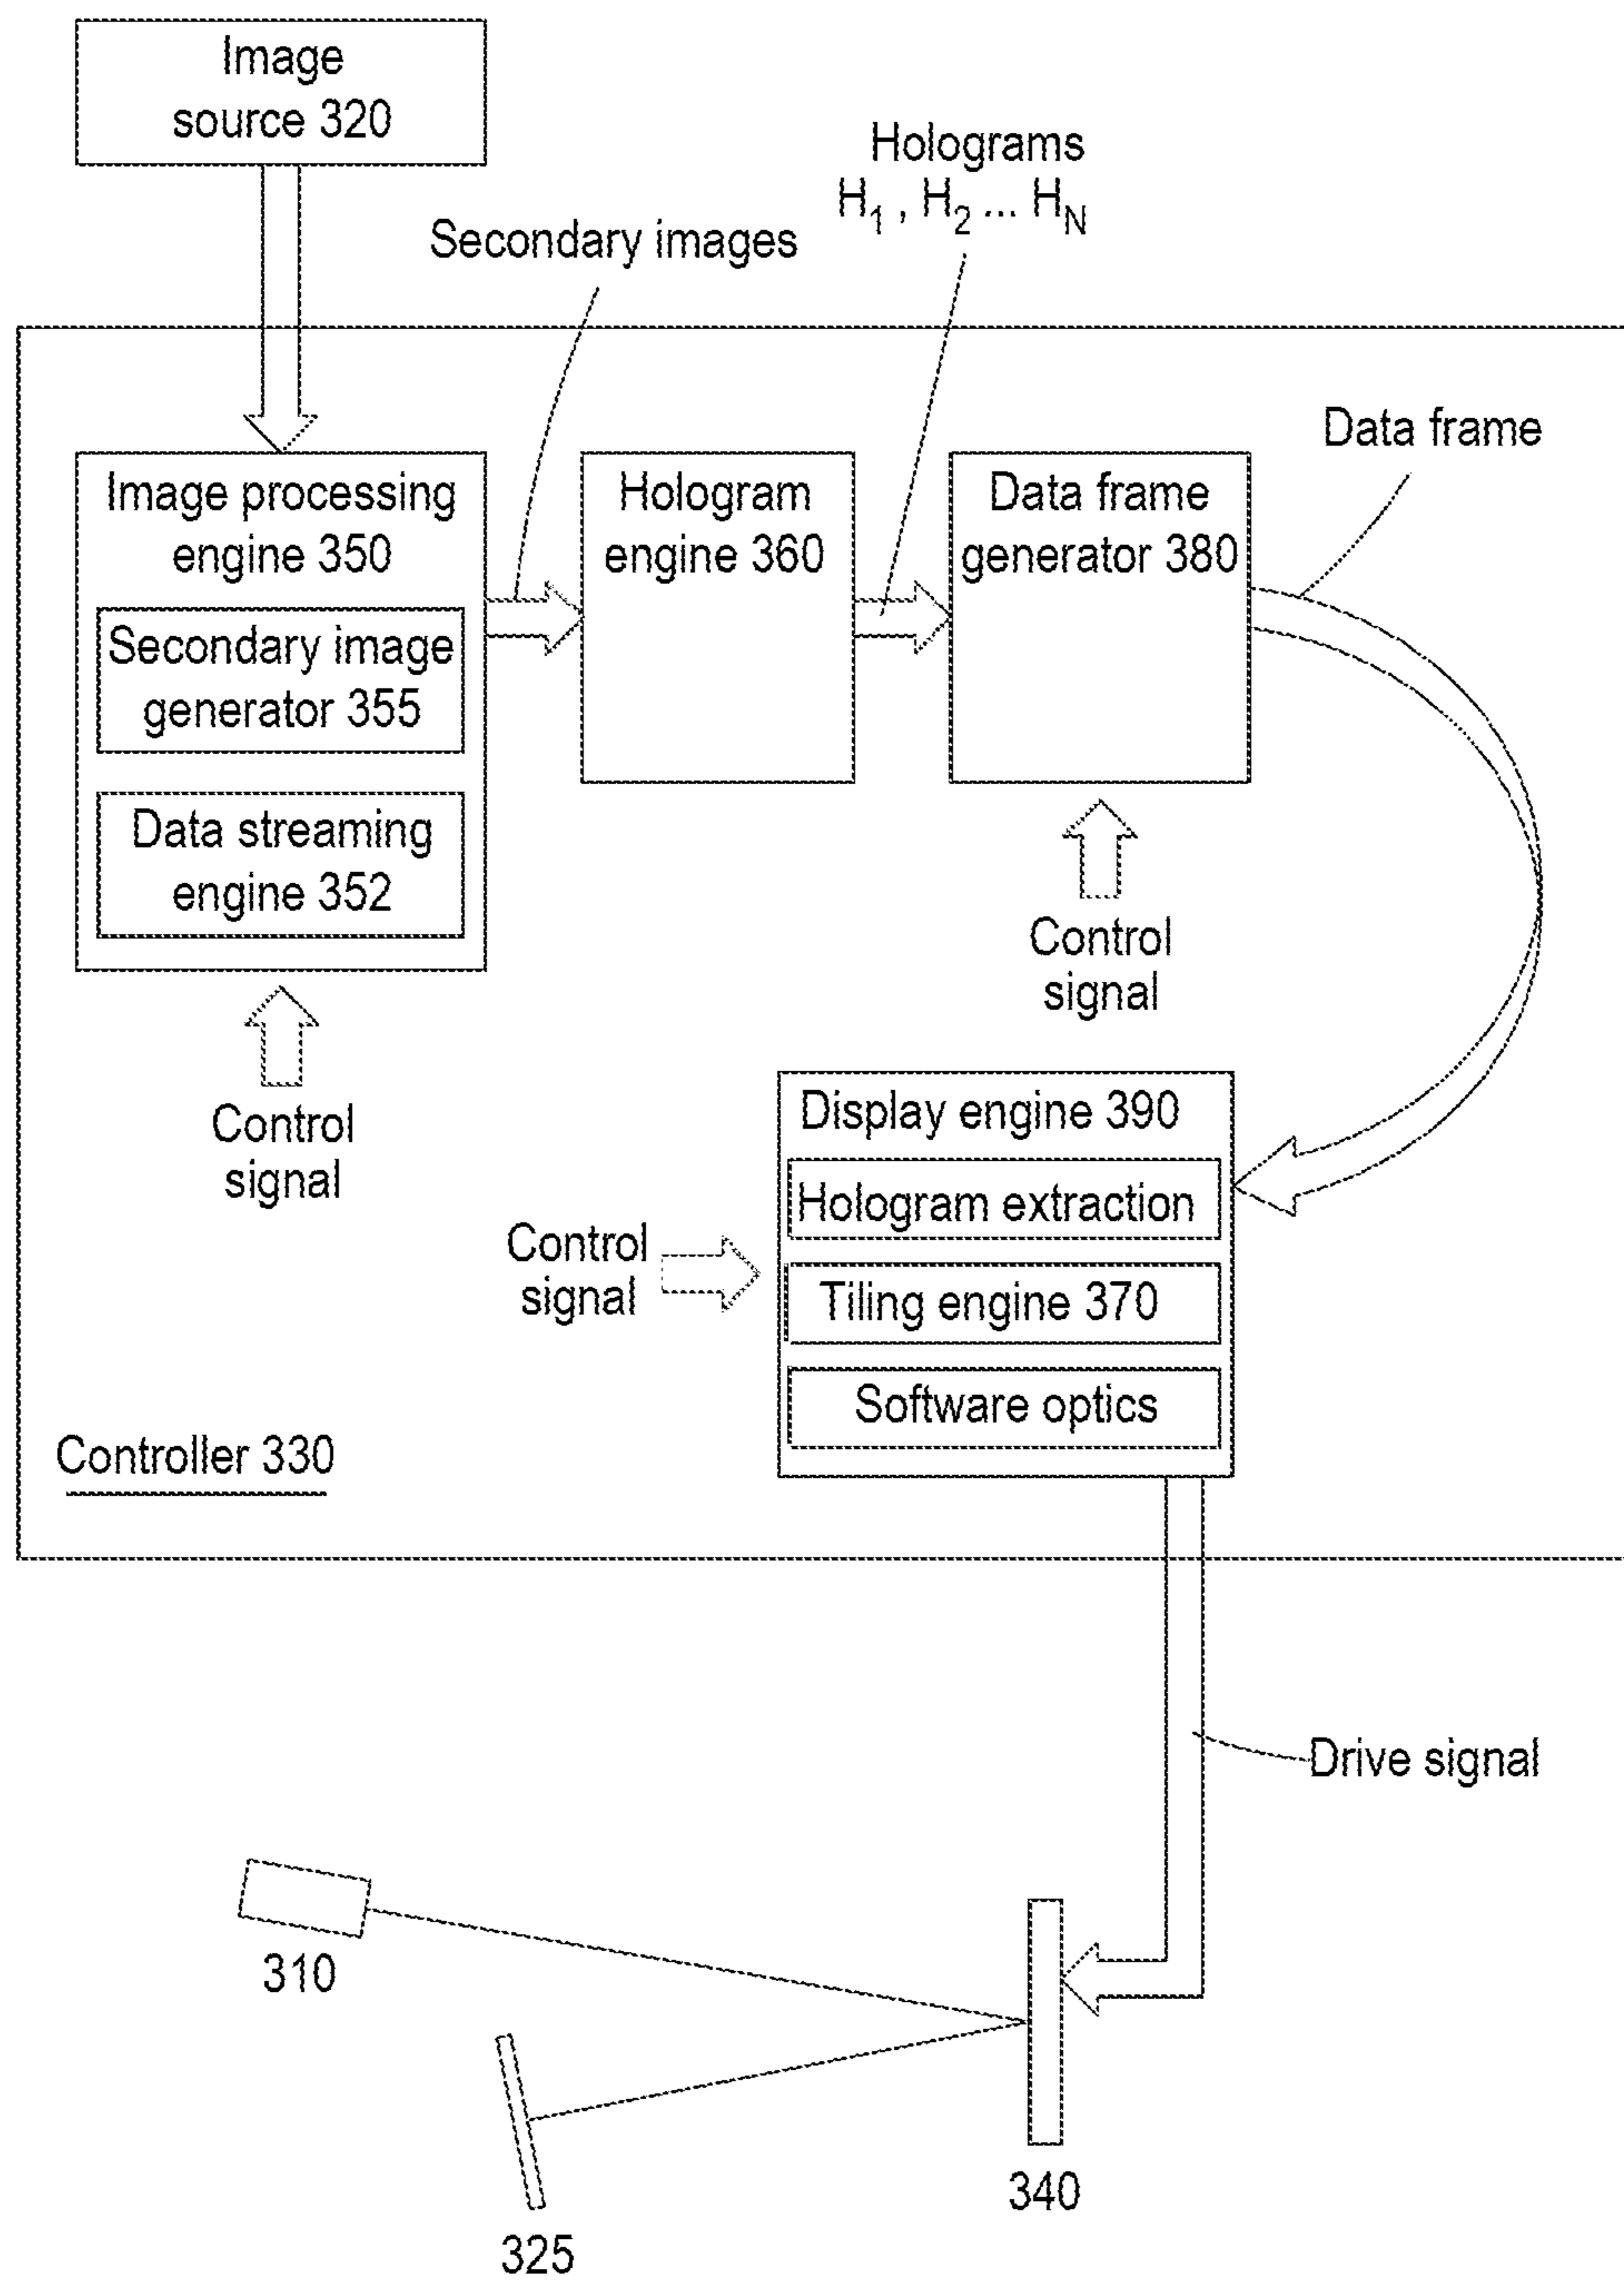 Image
source 320
Holograms
H1 , H2 ... HN
Secondary images
Data frame
Image processing
engine 350
Secondary image
generator 355
Data streaming
engine 352
Hologram
engine 360
Data frame
generator 380
Control
signal
Control
signal
Display engine 390
Hologram extraction
Tiling engine 370
Software optics
Control
signal
Controller 330
Drive signal
310
340
325